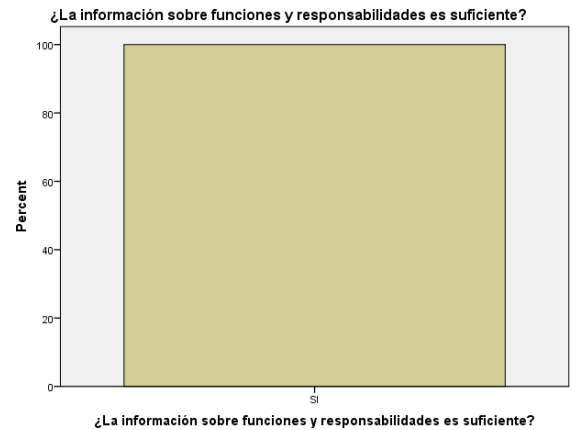 ¿La información sobre funciones y responsabilidades es suficiente?
100
80
60
40
20
0
Percent
SI
¿La información sobre funciones y responsabilidades es suficiente?